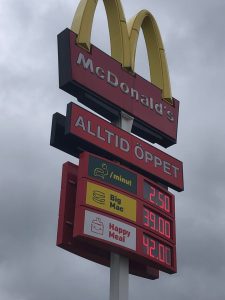 McDonald's
ALLTID ÖPPET
/minut 2.50
Big
Mac 39.00
Happy
Meal 42.00